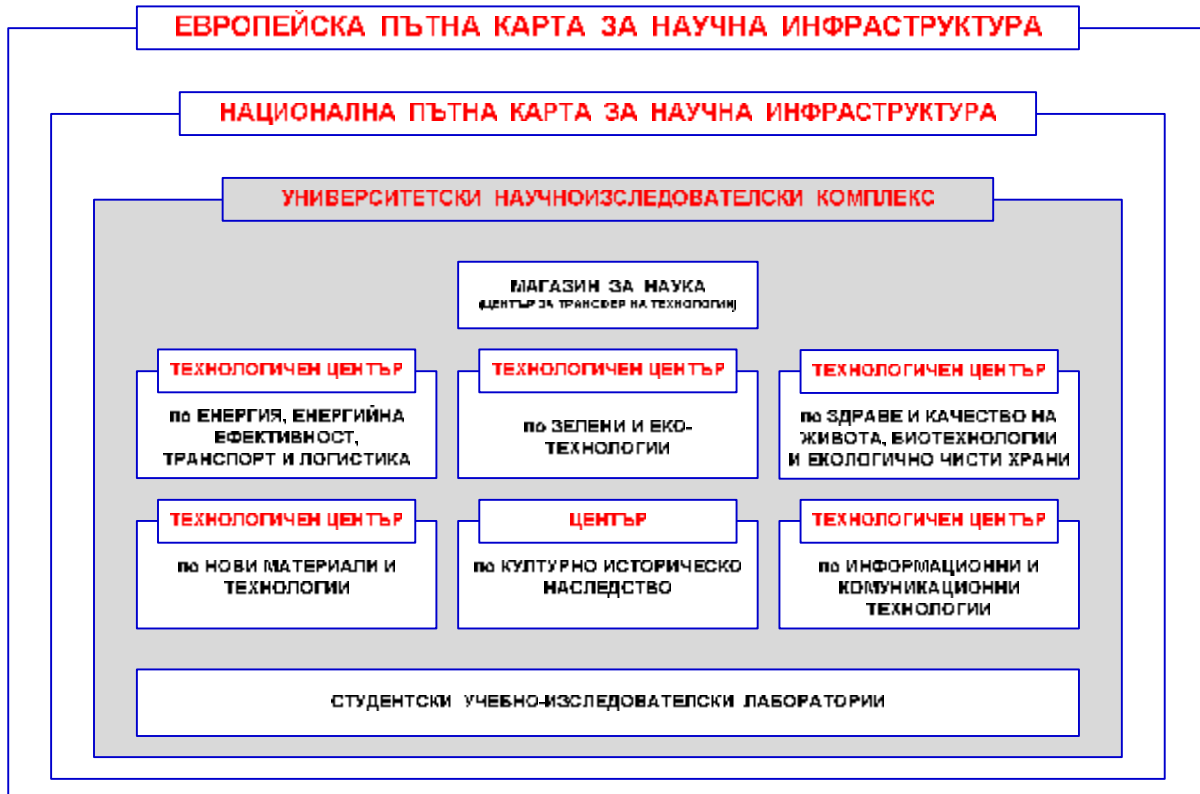 ЕВРОПЕЙСКА ПЪТНА КАРТА ЗА НАУЧНА ИНФРАСТРУКТУРА
НАЦИОНАЛНА ПЪТНА КАРТА ЗА НАУЧНА ИНФРАСТРУКТУРА
УНИВЕРСИТЕТСКИ НАУЧНОИЗСЛЕДОВАТЕЛСКИ КОМПЛЕКС
МАГАЗИН ЗА НАУКА
(ЦЕНТЪР ЗА ТРАНСФЕР НА ТЕХНОЛОГИИ)
ТЕХНОЛОГИЧЕН ЦЕНТЪР
по ЕНЕРГИЯ, ЕНЕРГИЙНА
ЕФЕКТИВНОСТ,
ТРАНСПОРТ И ЛОГИСТИКА
ТЕХНОЛОГИЧЕН ЦЕНТЪР
по ЗЕЛЕНИ И ЕКО-
ТЕХНОЛОГИИ
ТЕХНОЛОГИЧЕН ЦЕНТЪР
по ЗДРАВЕ И КАЧЕСТВО НА
ЖИВОТА, БИОТЕХНОЛОГИИ
И ЕКОЛОГИЧНО ЧИСТИ ХРАНИ
ТЕХНОЛОГИЧЕН ЦЕНТЪР
по НОВИ МАТЕРИАЛИ И
ТЕХНОЛОГИИ
ЦЕНТЪР
по КУЛТУРНО ИСТОРИЧЕСКО
НАСЛЕДСТВО
ТЕХНОЛОГИЧЕН ЦЕНТЪР
по ИНФОРМАЦИОННИ И
КОМУНИКАЦИОННИ
ТЕХНОЛОГИИ
СТУДЕНТСКИ УЧЕБНО-ИЗСЛЕДОВАТЕЛСКИ ЛАБОРАТОРИИ